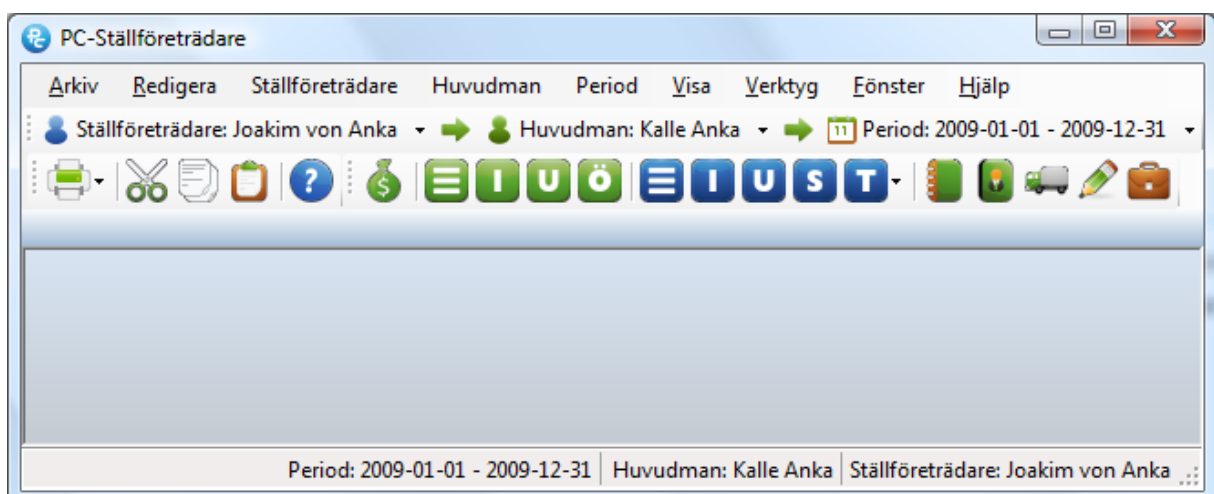 PC-Ställföreträdare
Arkiv Redigera Ställföreträdare Huvudman Period Visa Verktyg Fönster Hjälp
Ställföreträdare: Joakim von Anka Huvudman: Kalle Anka 11 Period: 2009-01-01 - 2009-12-31
? $ I U Ö I U S T
Period: 2009-01-01 - 2009-12-31 Huvudman: Kalle Anka Ställföreträdare: Joakim von Anka